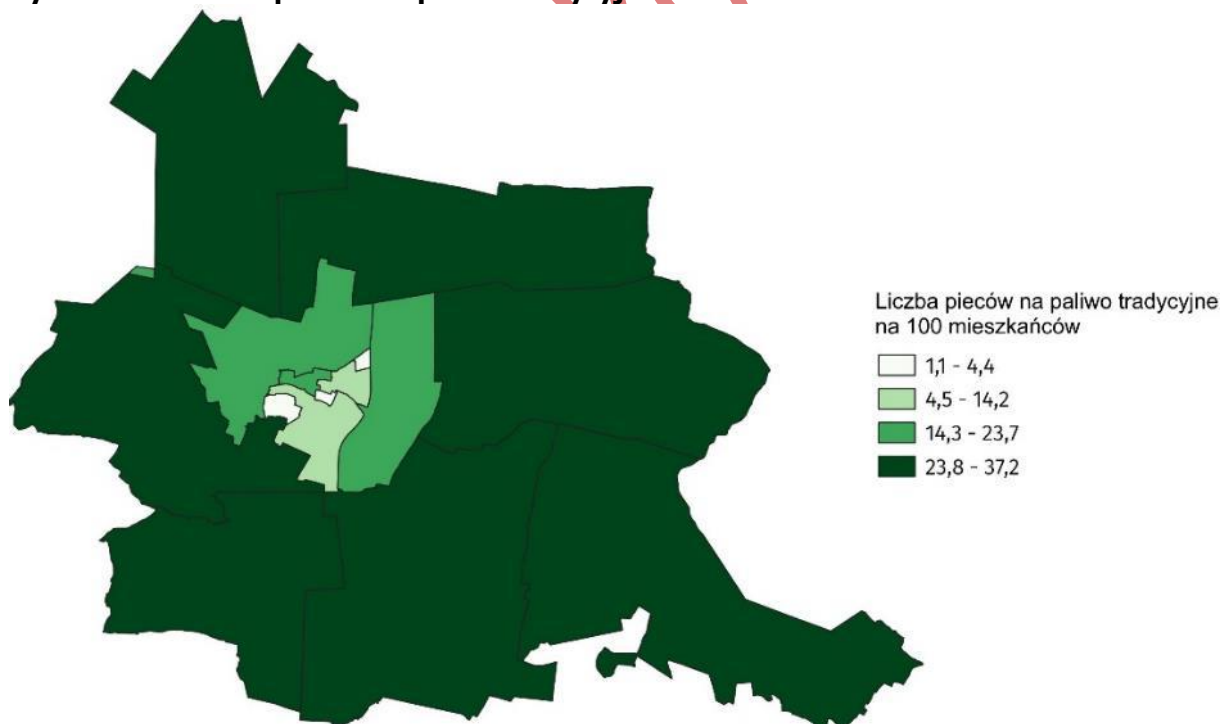 Liczba pieców na paliwo tradycyjne
na 100 mieszkańców
1,1 - 4,4
4,5 - 14,2
14,3 - 23,7
23,8 - 37,2